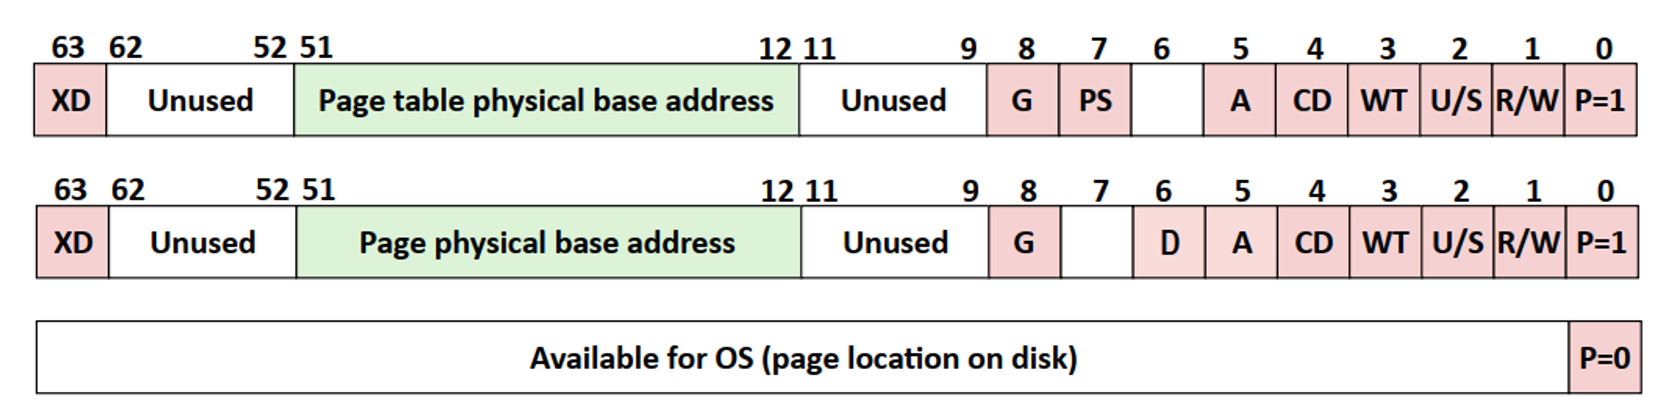 63 62 52 51 12 11 9 8 7 6 5 4 3 2 1 0
XD Unused Page table physical base address Unused G PS A CD WT U/S R/W P=1
63 62 52 51 12 11 9 8 7 6 5 4 3 2 1 0
XD Unused Page physical base address Unused G D A CD WT U/S R/W P=1
Available for OS (page location on disk) P=0